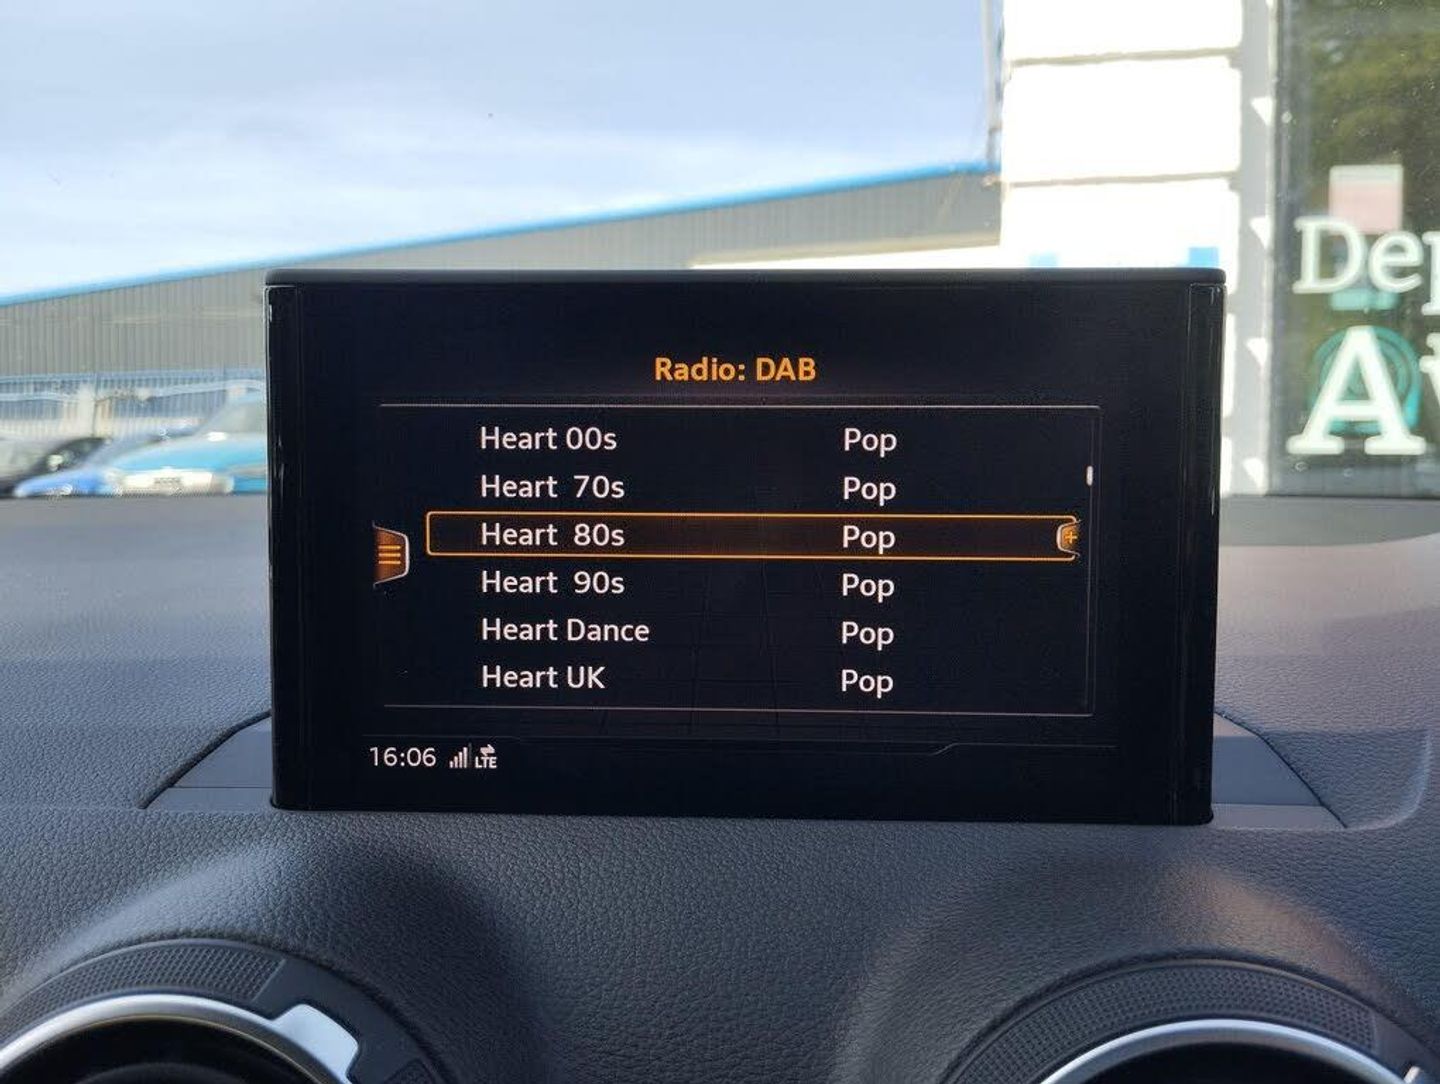 Radio: DAB
Heart 00s Pop
Heart 70s Pop
Heart 80s Pop
Heart 90s Pop
Heart Dance Pop
Heart UK Pop
16:06 LTE